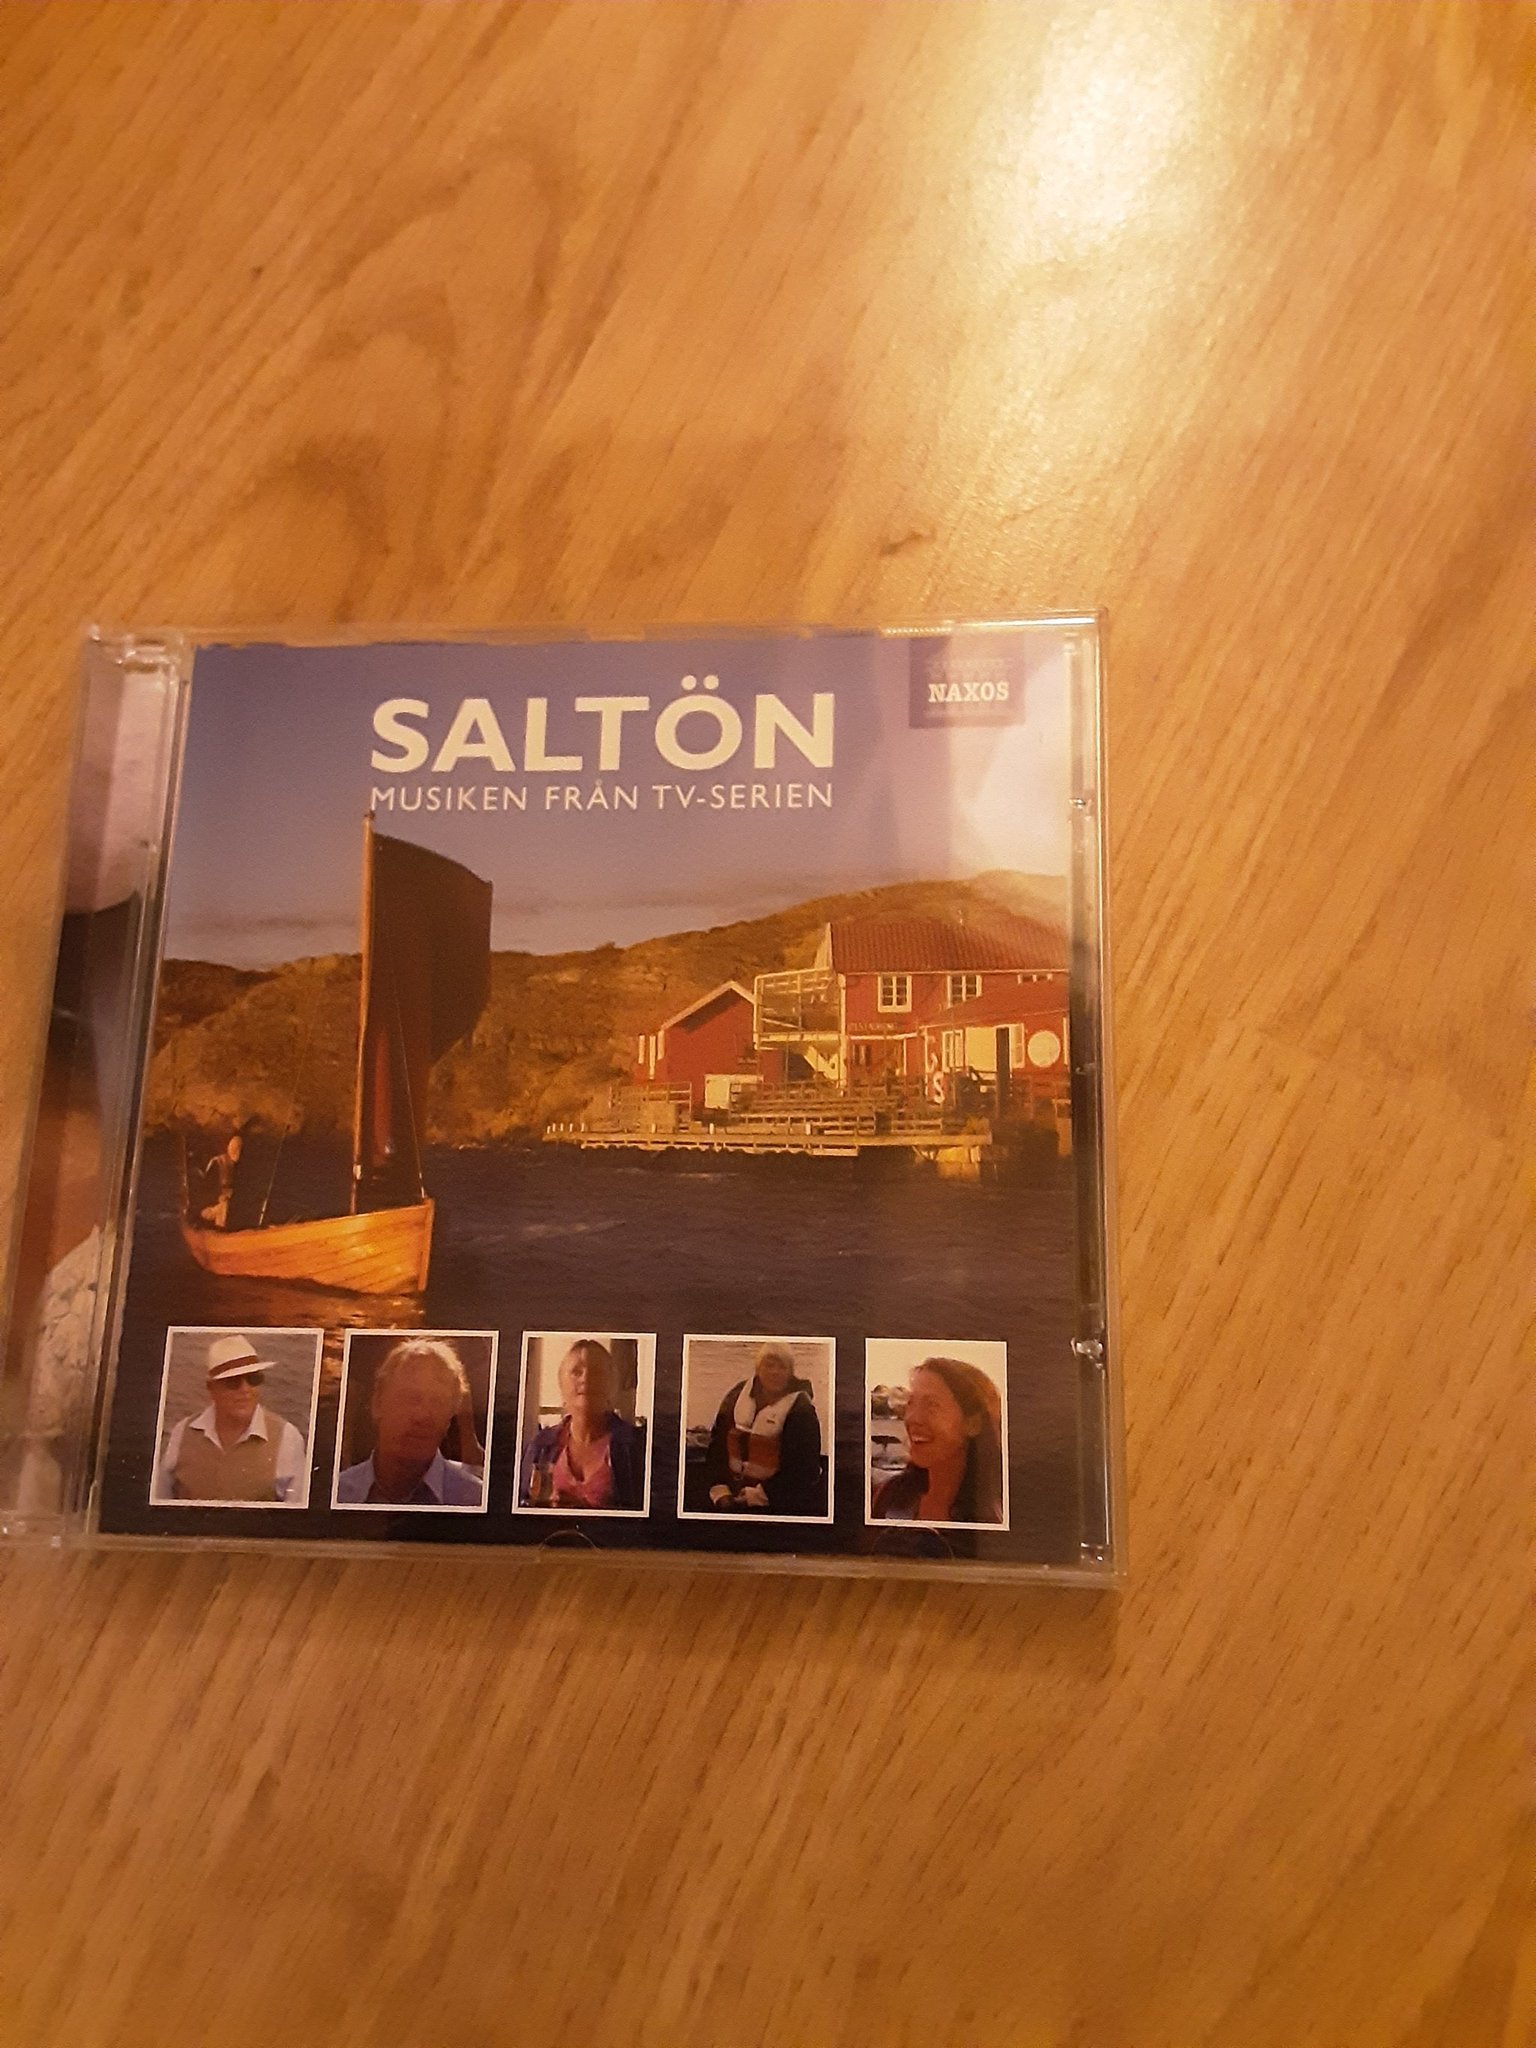 SALTÖN
MUSIKEN FRÅN TV-SERIEN
NAXOS